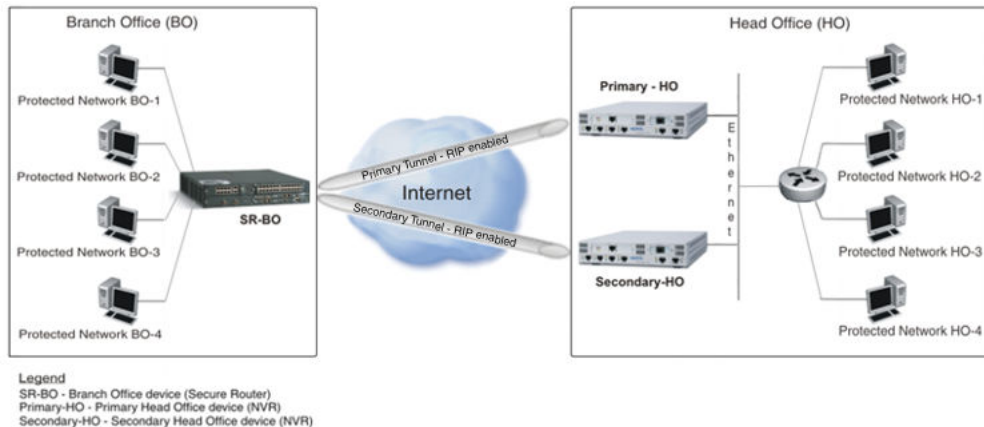 Branch Office (BO)
Head Office (HO)
Protected Network BO-1
Protected Network BO-2
Protected Network BO-3
Protected Network BO-4
SR-BO
Primary Tunnel - RIP enabled
Internet
Secondary Tunnel - RIP enabled
Primary - HO
Secondary-HO
Ethernet
Protected Network HO-1
Protected Network HO-2
Protected Network HO-3
Protected Network HO-4
Legend
SR-BO - Branch Office device (Secure Router)
Primary-HO - Primary Head Office device (NVR)
Secondary-HO - Secondary Head Office device (NVR)